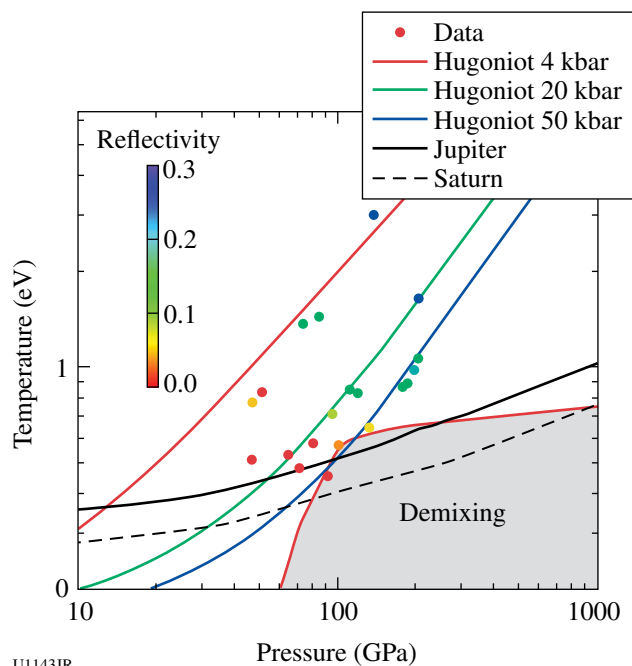 Data
Hugoniot 4 kbar
Hugoniot 20 kbar
Hugoniot 50 kbar
Jupiter
Saturn
Reflectivity
0.3
0.2
0.1
0.0
Temperature (eV)
1
0
Demixing
10
100
1000
Pressure (GPa)
U1143JR